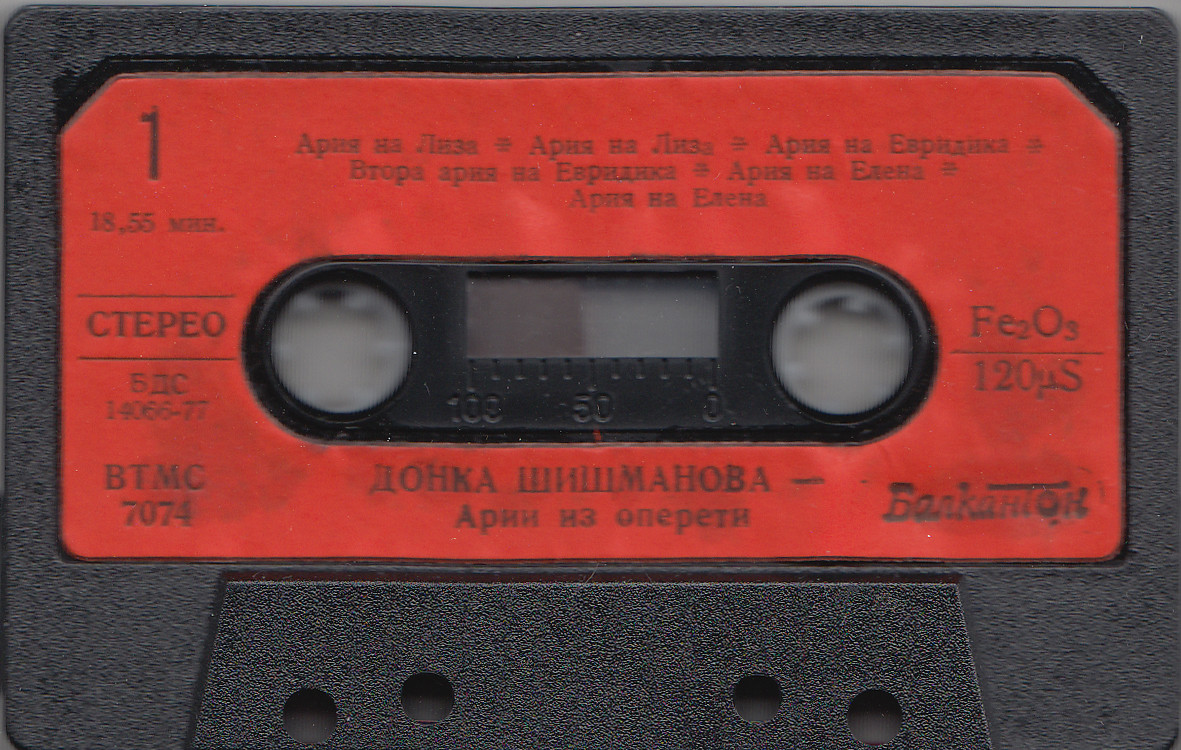 1
Ария на Лиза * Ария на Лиза * Ария на Евридика *
Втора ария на Евридика * Ария на Елена *
Ария на Елена
18,55 мин.
СТЕРЕО
БДС
14066-77
Fe₂O₃
120µS
100 50 0
ВТМС
7074
ДОНКА ШИШМАНОВА —
Арии из оперети
Балкантон